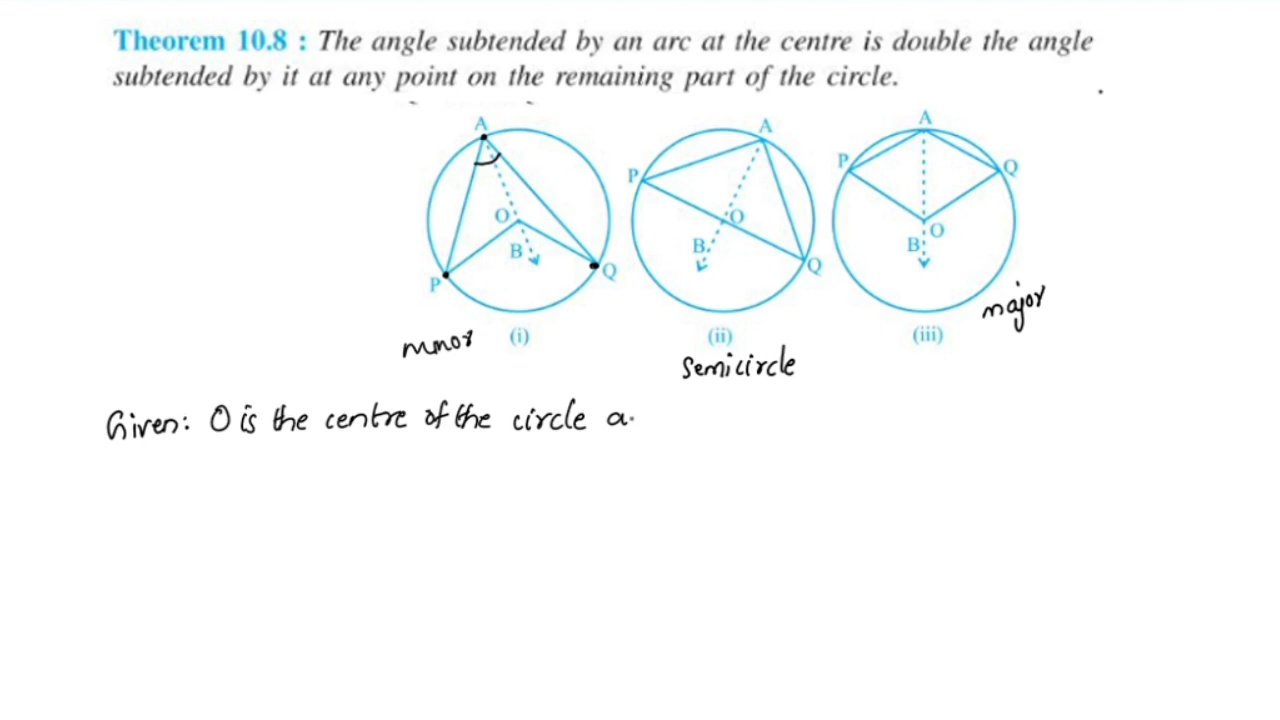 Theorem 10.8 : The angle subtended by an arc at the centre is double the angle
subtended by it at any point on the remaining part of the circle.
A
O
B
P
Q
(i)
mmor
A
P
O
B
Q
(ii)
Semicircle
A
P
Q
O
B
(iii)
major
Given: O is the centre of the circle a